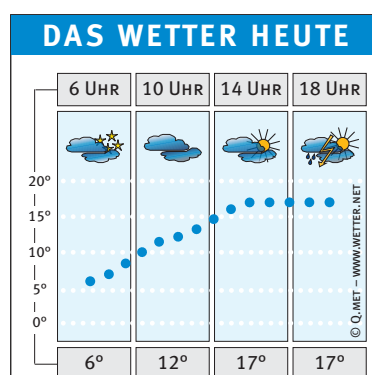 DAS WETTER HEUTE
6 UHR 10 UHR 14 UHR 18 UHR
20°
15°
10°
5°
0°
© Q.MET – WWW.WETTER.NET
6° 12° 17° 17°